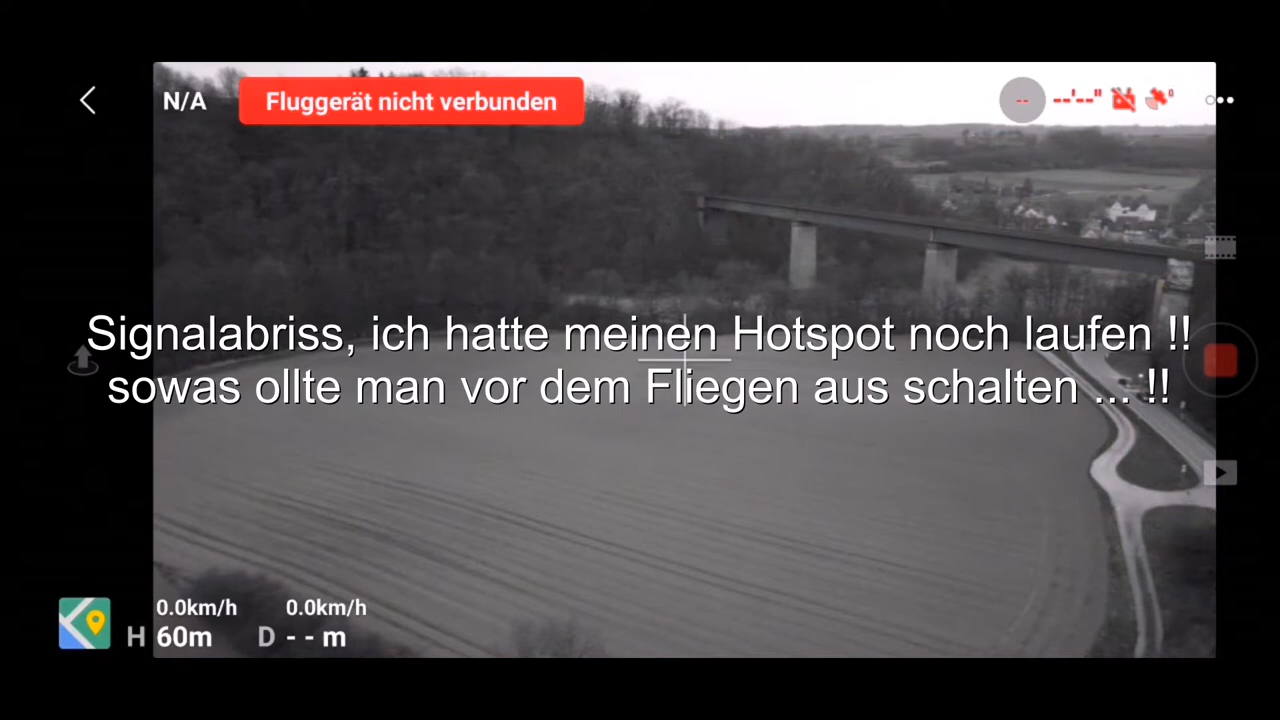 N/A
Fluggerät nicht verbunden
-- --'--" 0
Signalabriss, ich hatte meinen Hotspot noch laufen !!
sowas ollte man vor dem Fliegen aus schalten ... !!
0.0km/h 0.0km/h
H 60m D - - m